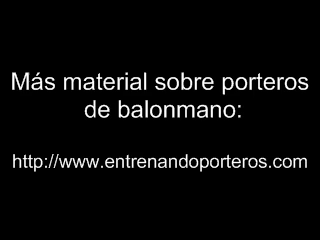 Más material sobre porteros
de balonmano:
http://www.entrenandoporteros.com